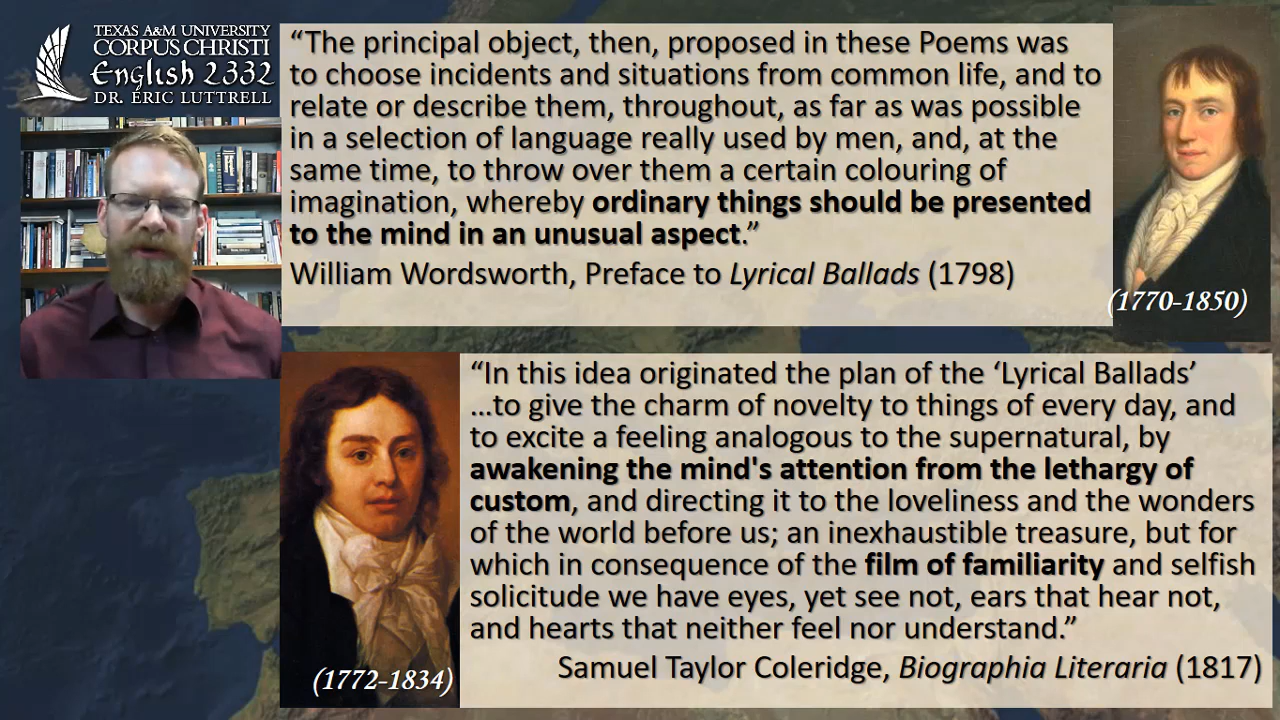 TEXAS A&M UNIVERSITY
CORPUS CHRISTI
English 2332
DR. ERIC LUTTRELL
“The principal object, then, proposed in these Poems was
to choose incidents and situations from common life, and to
relate or describe them, throughout, as far as was possible
in a selection of language really used by men, and, at the
same time, to throw over them a certain colouring of
imagination, whereby ordinary things should be presented
to the mind in an unusual aspect.”
William Wordsworth, Preface to Lyrical Ballads (1798)
(1770-1850)
“In this idea originated the plan of the ‘Lyrical Ballads’
...to give the charm of novelty to things of every day, and
to excite a feeling analogous to the supernatural, by
awakening the mind's attention from the lethargy of
custom, and directing it to the loveliness and the wonders
of the world before us; an inexhaustible treasure, but for
which in consequence of the film of familiarity and selfish
solicitude we have eyes, yet see not, ears that hear not,
and hearts that neither feel nor understand.”
Samuel Taylor Coleridge, Biographia Literaria (1817)
(1772-1834)